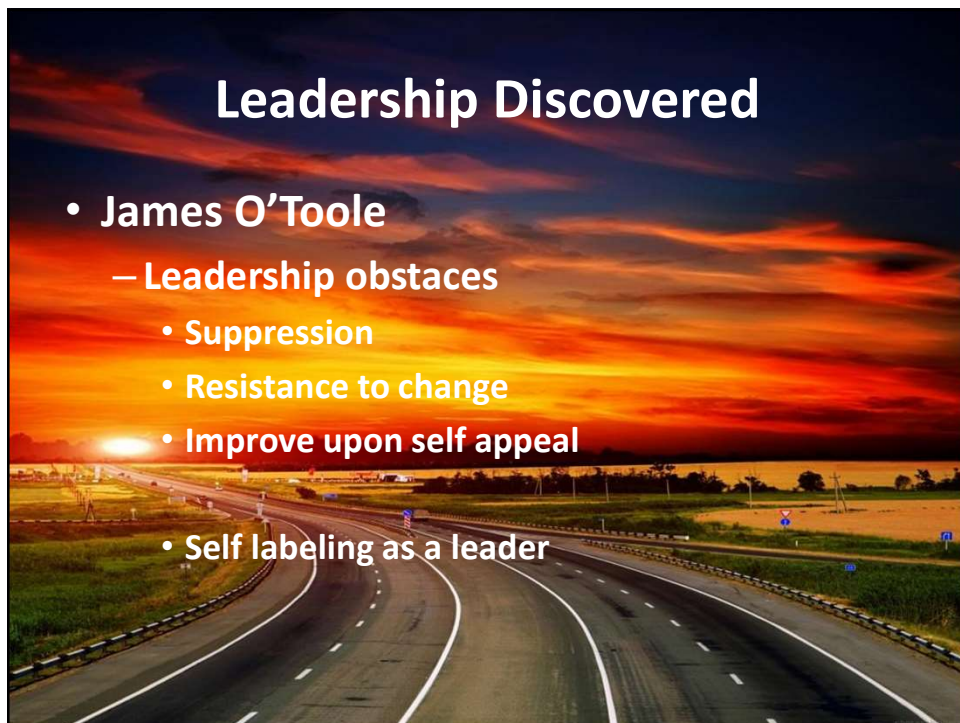 Leadership Discovered
• James O’Toole
– Leadership obstaces
• Suppression
• Resistance to change
• Improve upon self appeal
• Self labeling as a leader